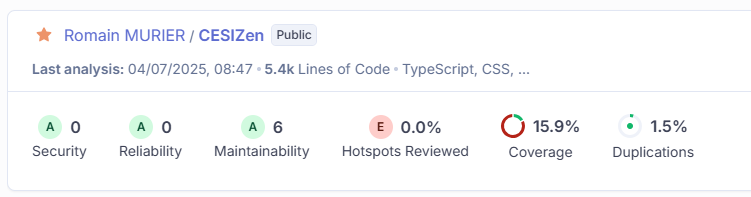 Romain MURIER / CESIZen Public
Last analysis: 04/07/2025, 08:47 • 5.4k Lines of Code • TypeScript, CSS, ...
A 0 A 0 A 6 E 0.0% 15.9% 1.5%
Security Reliability Maintainability Hotspots Reviewed Coverage Duplications